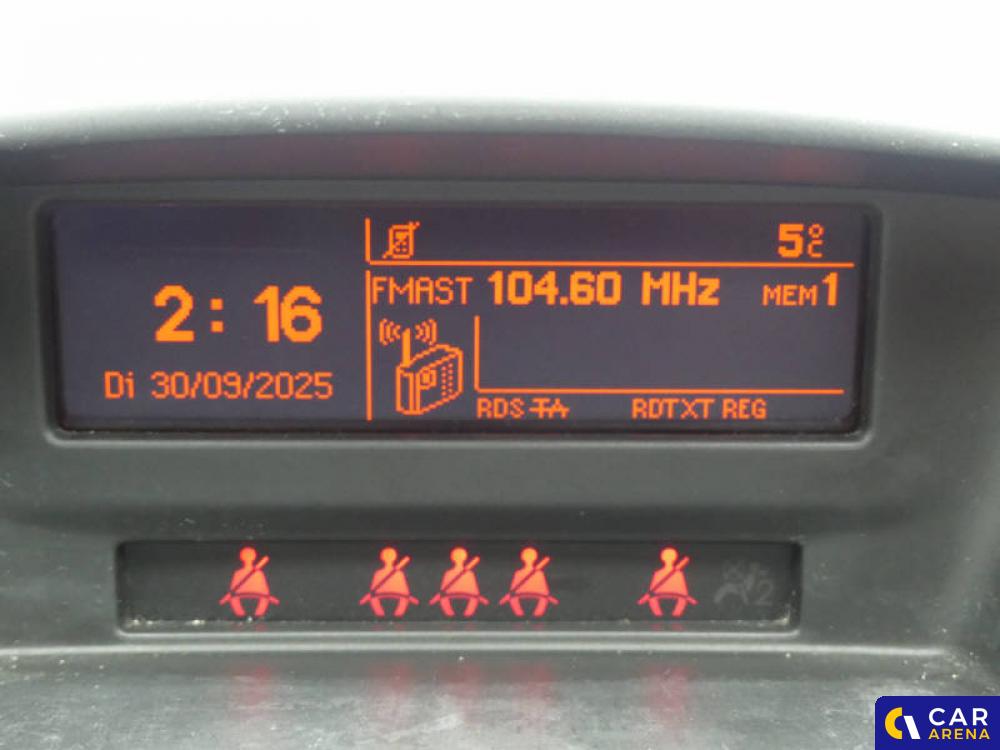 5°C
FMAST 104.60 MHz MEM 1
2:16
Di 30/09/2025
RDS TA RDTXT REG
2
CAR
ARENA